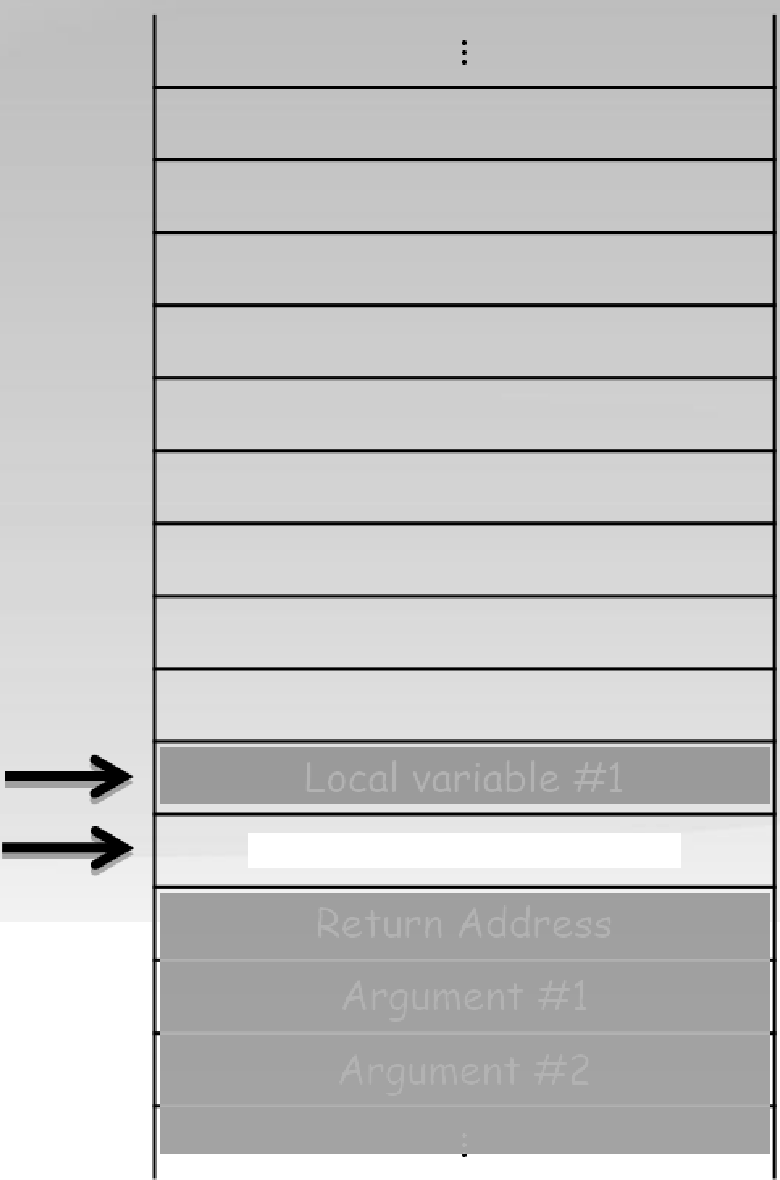 Local variable #1
Return Address
Argument #1
Argument #2